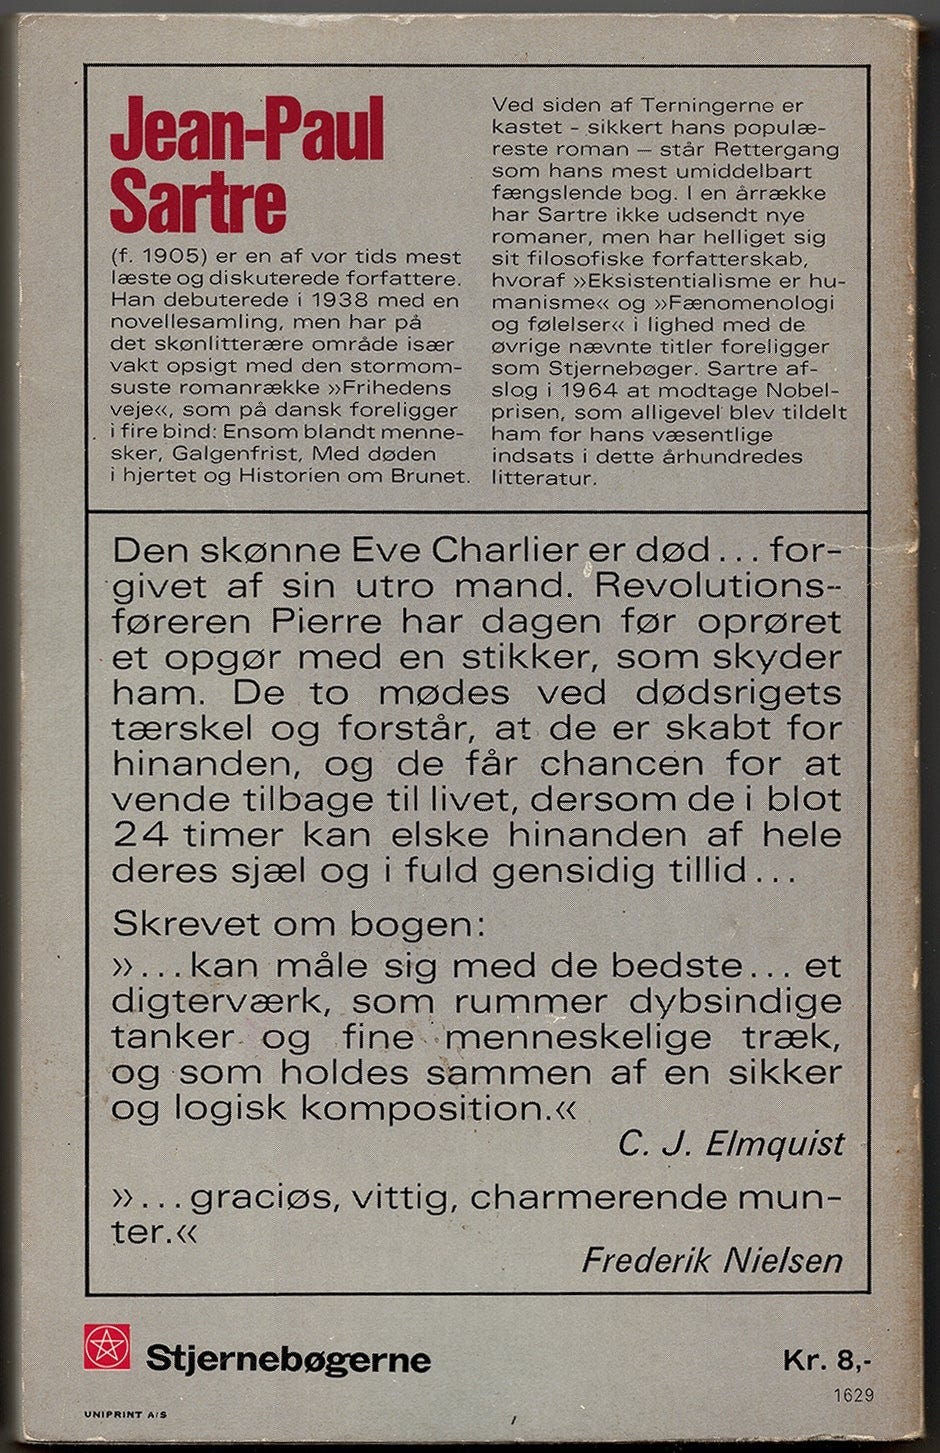 Jean-Paul
Sartre
(f. 1905) er en af vor tids mest
læste og diskuterede forfattere.
Han debuterede i 1938 med en
novellesamling, men har på
det skønlitterære område især
vakt opsigt med den stormom-
suste romanrække »Frihedens
veje«, som på dansk foreligger
i fire bind: Ensom blandt menne-
sker, Galgenfrist, Med døden
i hjertet og Historien om Brunet.
Ved siden af Terningerne er
kastet - sikkert hans populæ-
reste roman – står Rettergang
som hans mest umiddelbart
fængslende bog. I en årrække
har Sartre ikke udsendt nye
romaner, men har helliget sig
sit filosofiske forfatterskab,
hvoraf »Eksistentialisme er hu-
manisme« og »Fænomenologi
og følelser« i lighed med de
øvrige nævnte titler foreligger
som Stjernebøger. Sartre af-
slog i 1964 at modtage Nobel-
prisen, som alligevel blev tildelt
ham for hans væsentlige
indsats i dette århundredes
litteratur.
Den skønne Eve Charlier er død... for-
givet af sin utro mand. Revolutions-
føreren Pierre har dagen før oprøret
et opgør med en stikker, som skyder
ham. De to mødes ved dødsrigets
tærskel og forstår, at de er skabt for
hinanden, og de får chancen for at
vende tilbage til livet, dersom de i blot
24 timer kan elske hinanden af hele
deres sjæl og i fuld gensidig tillid...
Skrevet om bogen:
»...kan måle sig med de bedste... et
digterværk, som rummer dybsindige
tanker og fine menneskelige træk,
og som holdes sammen af en sikker
og logisk komposition.«
C. J. Elmquist
»...graciøs, vittig, charmerende mun-
ter.«
Frederik Nielsen
Stjernebøgerne
Kr. 8,-
1629
UNIPRINT A/S